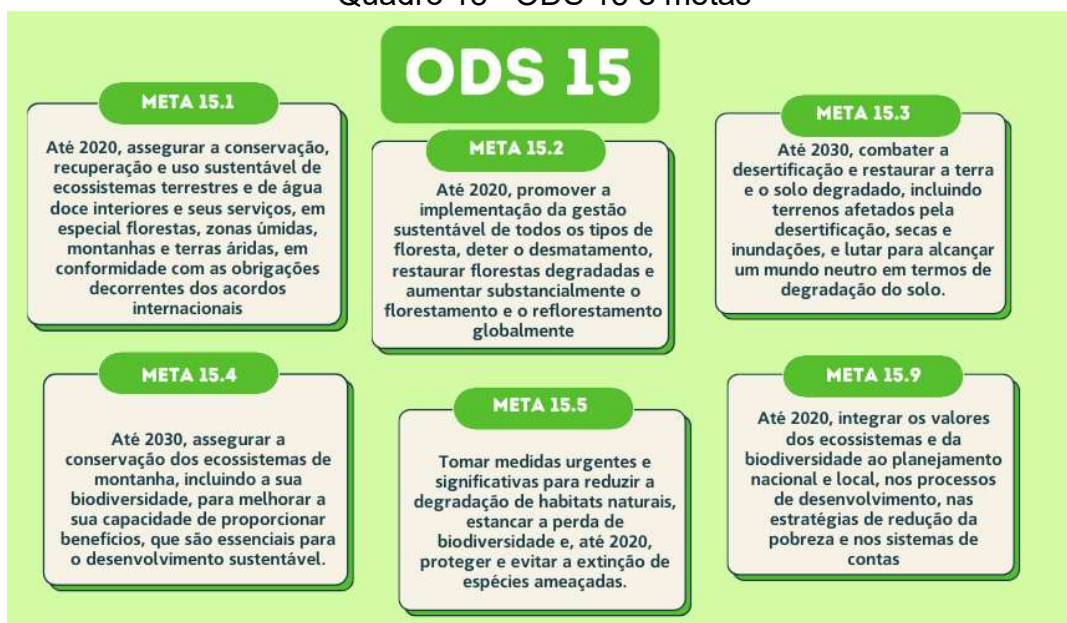 ODS 15
META 15.1
Até 2020, assegurar a conservação,
recuperação e uso sustentável de
ecossistemas terrestres e de água
doce interiores e seus serviços, em
especial florestas, zonas úmidas,
montanhas e terras áridas, em
conformidade com as obrigações
decorrentes dos acordos
internacionais
META 15.2
Até 2020, promover a
implementação da gestão
sustentável de todos os tipos de
floresta, deter o desmatamento,
restaurar florestas degradadas e
aumentar substancialmente o
florestamento e o reflorestamento
globalmente
META 15.3
Até 2030, combater a
desertificação e restaurar a terra
e o solo degradado, incluindo
terrenos afetados pela
desertificação, secas e
inundações, e lutar para alcançar
um mundo neutro em termos de
degradação do solo.
META 15.4
Até 2030, assegurar a
conservação dos ecossistemas de
montanha, incluindo a sua
biodiversidade, para melhorar a
sua capacidade de proporcionar
benefícios, que são essenciais para
o desenvolvimento sustentável.
META 15.5
Tomar medidas urgentes e
significativas para reduzir a
degradação de habitats naturais,
estancar a perda de
biodiversidade e, até 2020,
proteger e evitar a extinção de
espécies ameaçadas.
META 15.9
Até 2020, integrar os valores
dos ecossistemas e da
biodiversidade ao planejamento
nacional e local, nos processos
de desenvolvimento, nas
estratégias de redução da
pobreza e nos sistemas de
contas